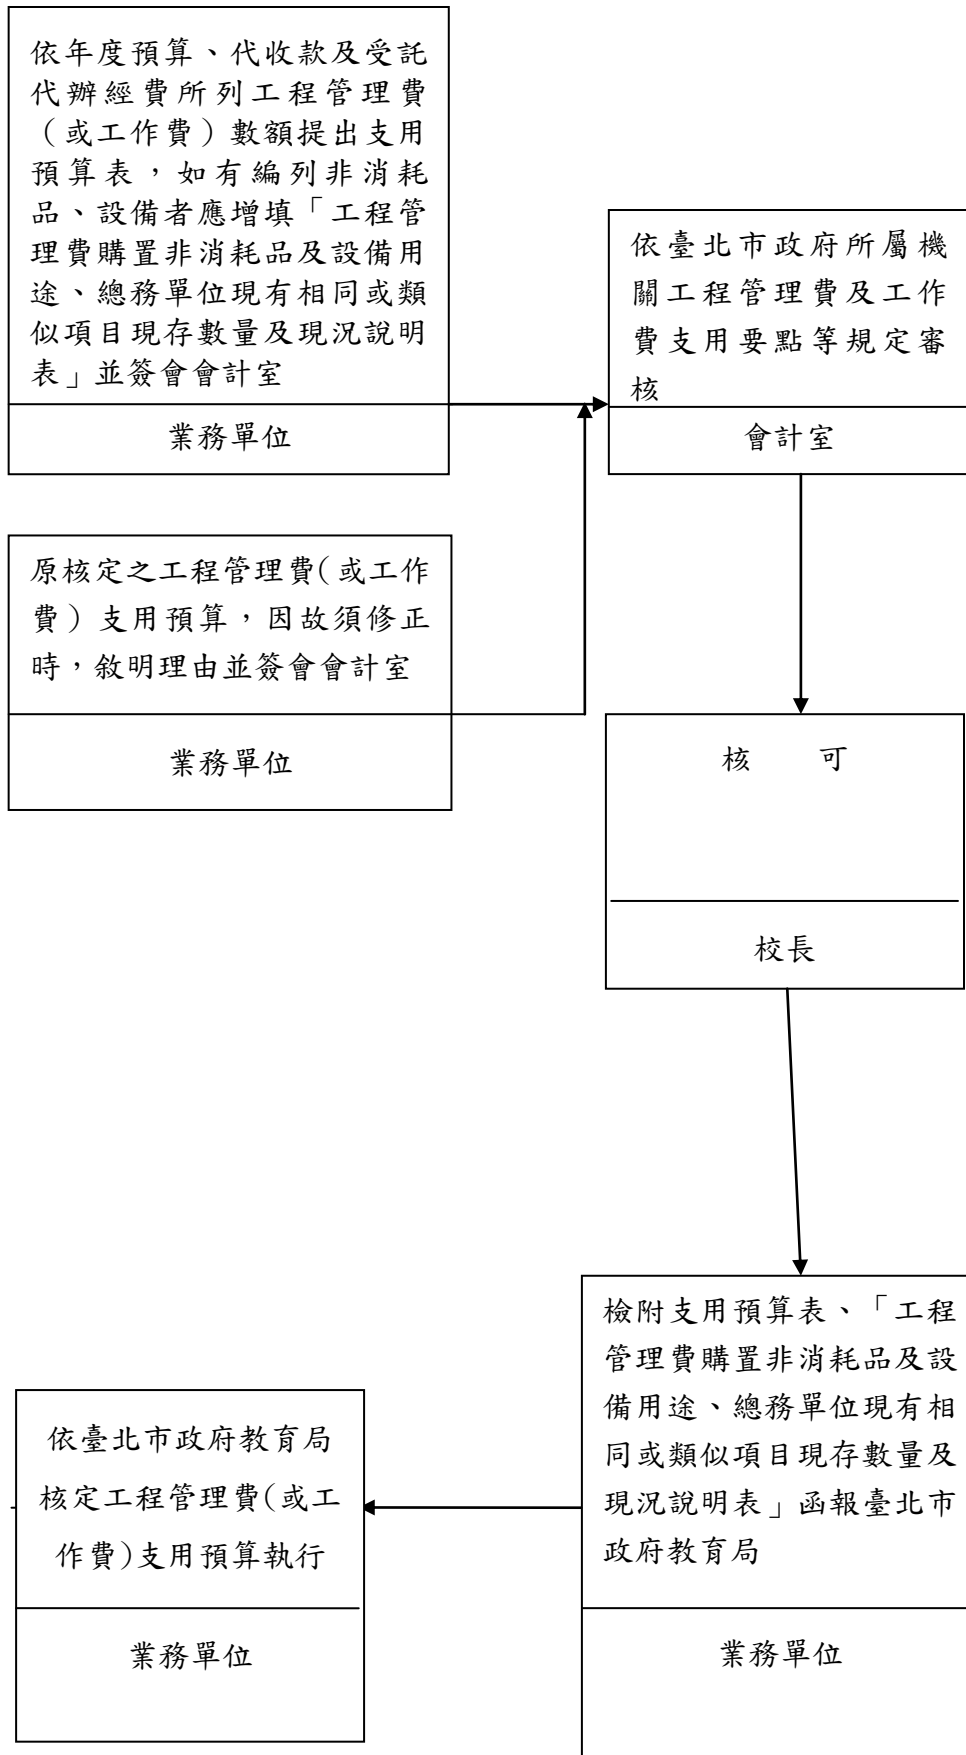 依年度預算、代收款及受託
代辦經費所列工程管理費
（或工作費）數額提出支用
預算表，如有編列非消耗
品、設備者應增填「工程管
理費購置非消耗品及設備用
途、總務單位現有相同或類
似項目現存數量及現況說明
表」並簽會會計室
業務單位
依臺北市政府所屬機
關工程管理費及工作
費支用要點等規定審
核
會計室
原核定之工程管理費(或工作
費）支用預算，因故須修正
時，敘明理由並簽會會計室
業務單位
核　可
校長
檢附支用預算表、「工程
管理費購置非消耗品及設
備用途、總務單位現有相
同或類似項目現存數量及
現況說明表」函報臺北市
政府教育局
業務單位
依臺北市政府教育局
核定工程管理費(或工
作費)支用預算執行
業務單位